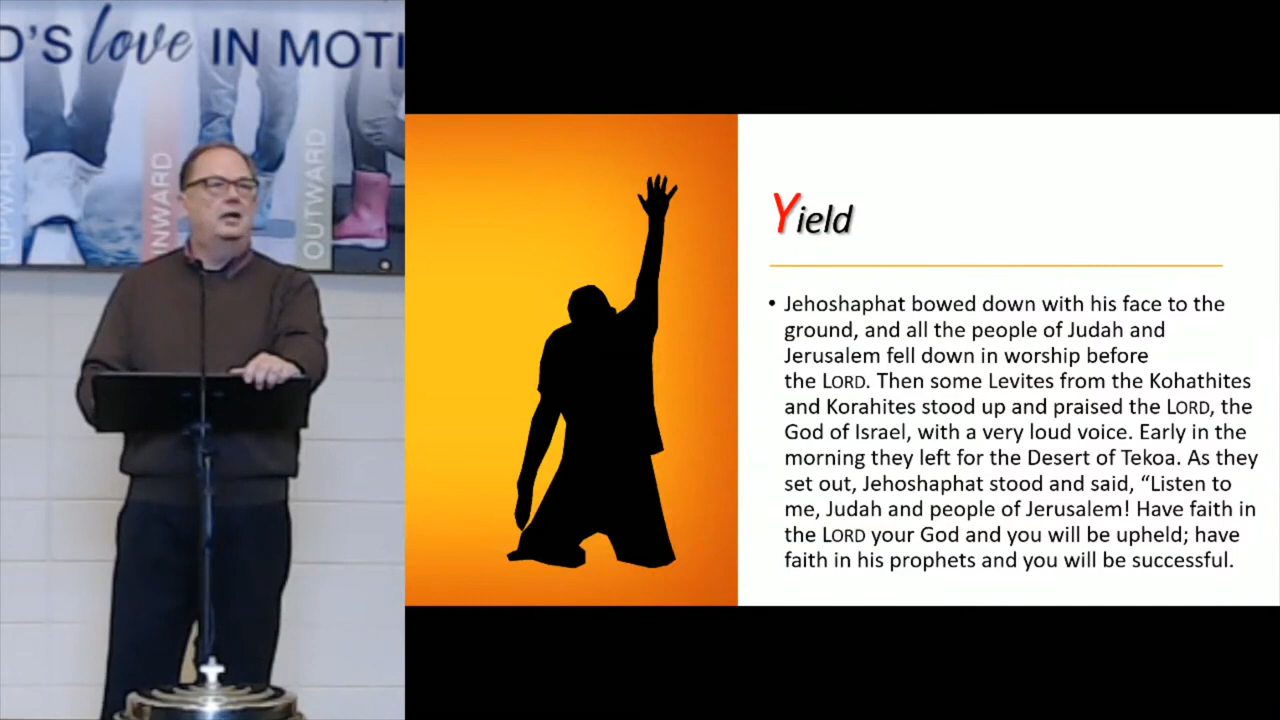 D'S love IN MOTI
UPWARD
INWARD
OUTWARD
Yield
• Jehoshaphat bowed down with his face to the
ground, and all the people of Judah and
Jerusalem fell down in worship before
the LORD. Then some Levites from the Kohathites
and Korahites stood up and praised the LORD, the
God of Israel, with a very loud voice. Early in the
morning they left for the Desert of Tekoa. As they
set out, Jehoshaphat stood and said, “Listen to
me, Judah and people of Jerusalem! Have faith in
the LORD your God and you will be upheld; have
faith in his prophets and you will be successful.